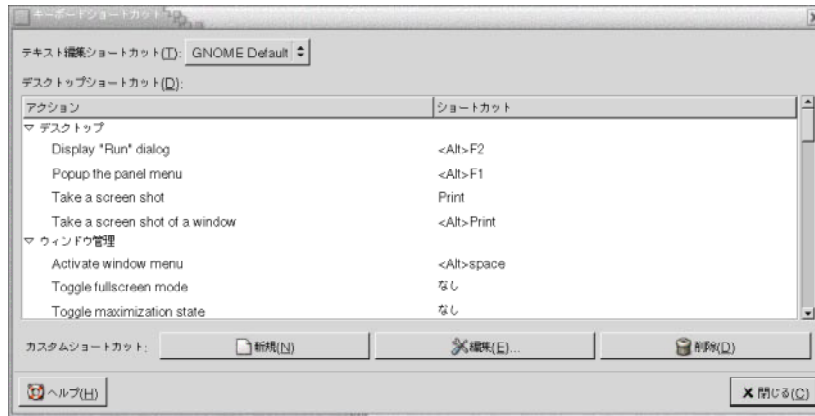 キーボードショートカット
テキスト編集ショートカット(T): GNOME Default
デスクトップショートカット(D):
アクション ショートカット
デスクトップ
Display "Run" dialog <Alt>F2
Popup the panel menu <Alt>F1
Take a screen shot Print
Take a screen shot of a window <Alt>Print
ウィンドウ管理
Activate window menu <Alt>space
Toggle fullscreen mode なし
Toggle maximization state なし
カスタムショートカット: 新規(N) 編集(E)... 削除(D)
ヘルプ(H) 閉じる(C)